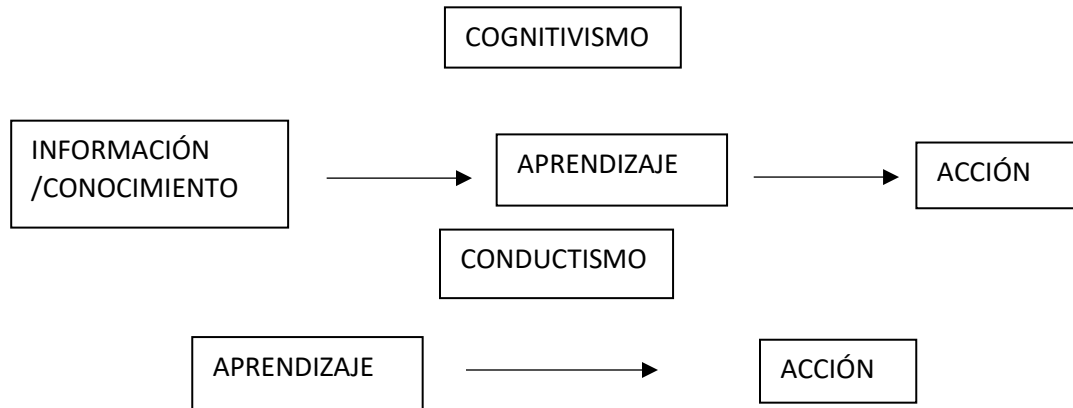 COGNITIVISMO
INFORMACIÓN
/CONOCIMIENTO
APRENDIZAJE
ACCIÓN
CONDUCTISMO
APRENDIZAJE
ACCIÓN